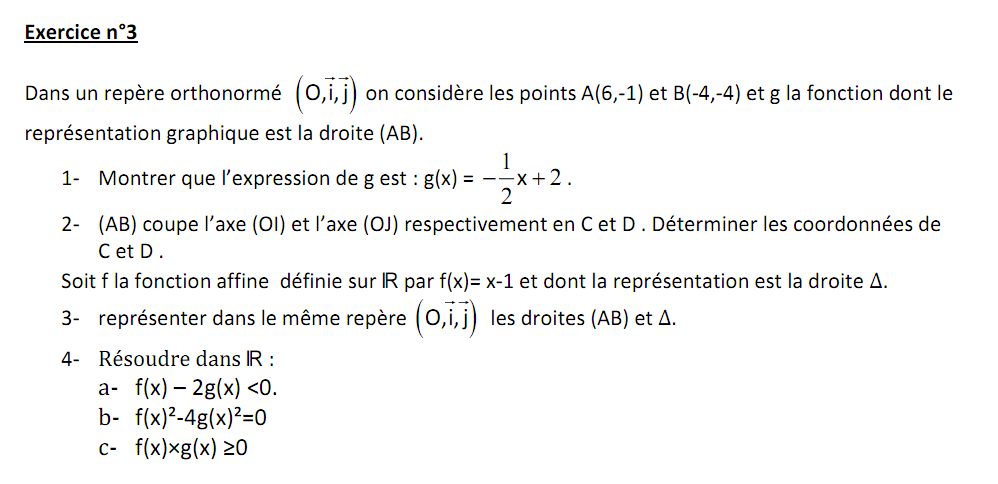 Exercice n°3
Dans un repère orthonormé (O,i⃗,j⃗) on considère les points A(6,-1) et B(-4,-4) et g la fonction dont le
représentation graphique est la droite (AB).
1- Montrer que l’expression de g est : g(x) = −1/2 x+2 .
2- (AB) coupe l’axe (OI) et l’axe (OJ) respectivement en C et D . Déterminer les coordonnées de
C et D .
Soit f la fonction affine définie sur ℝ par f(x)= x-1 et dont la représentation est la droite Δ.
3- représenter dans le même repère (O,i⃗,j⃗) les droites (AB) et Δ.
4- Résoudre dans ℝ :
a- f(x) – 2g(x) <0.
b- f(x)²-4g(x)²=0
c- f(x)×g(x) ≥0